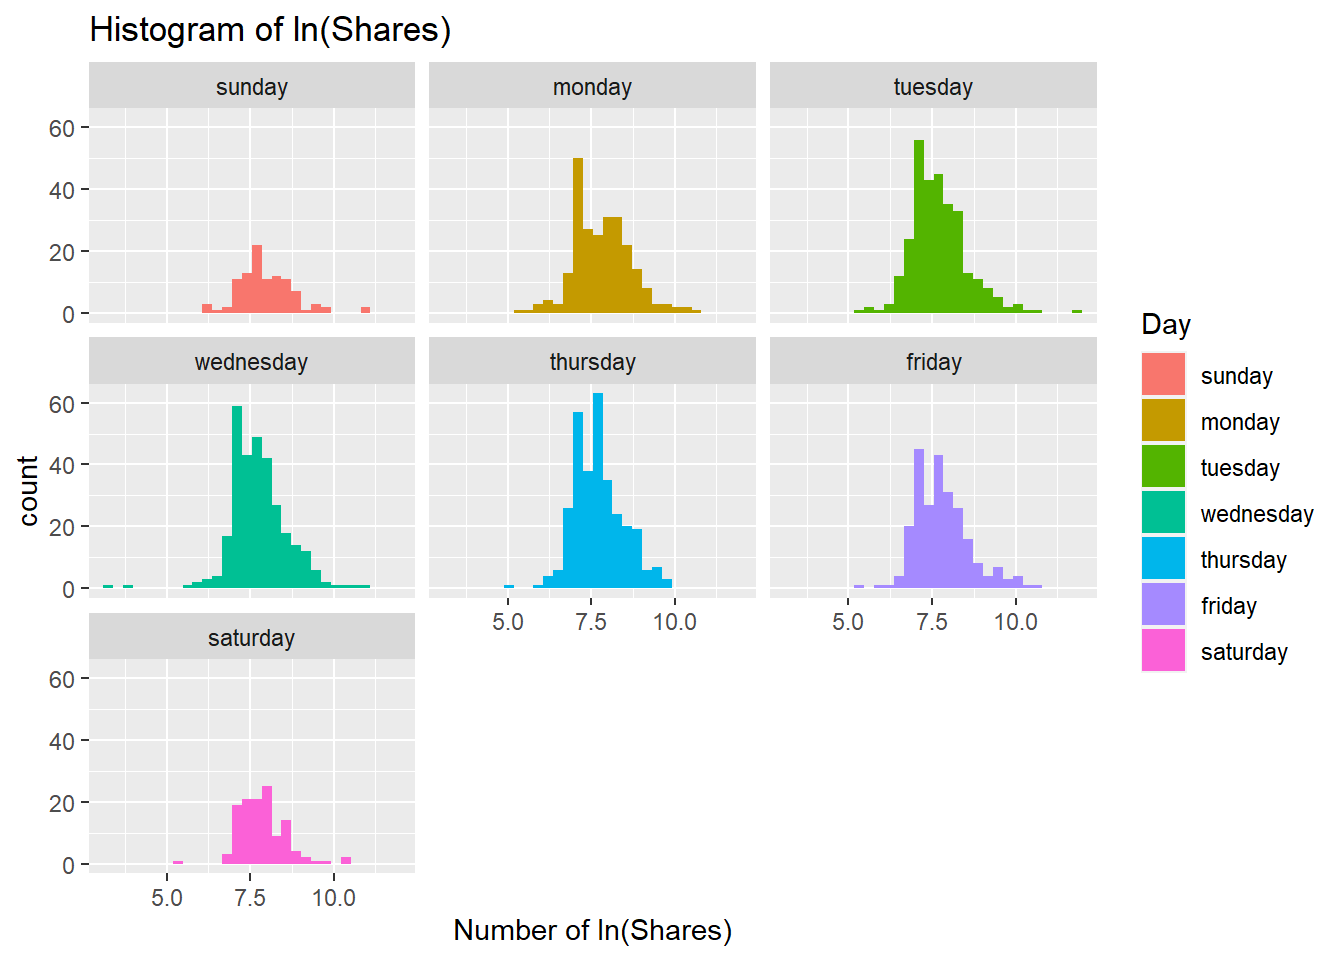 Histogram of ln(Shares)
sunday
monday
tuesday
60
40
20
0
wednesday
thursday
friday
60
40
20
0
5.0 7.5 10.0
5.0 7.5 10.0
saturday
60
40
20
0
5.0 7.5 10.0
Number of ln(Shares)
count
Day
sunday
monday
tuesday
wednesday
thursday
friday
saturday